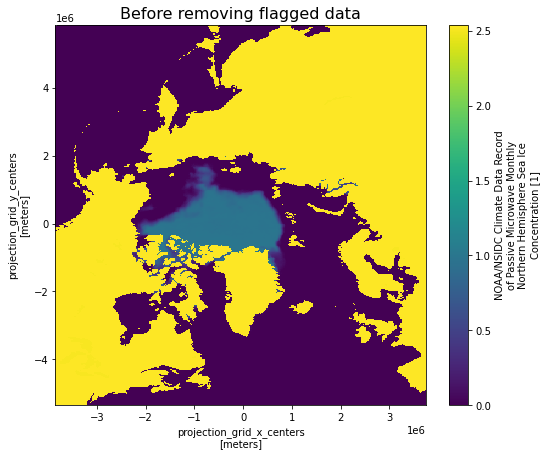 Before removing flagged data
1e6
4
2
0
−2
−4
projection_grid_y_centers
[meters]
−3
−2
−1
0
1
2
3
1e6
projection_grid_x_centers
[meters]
2.5
2.0
1.5
1.0
0.5
0.0
NOAA/NSIDC Climate Data Record
of Passive Microwave Monthly
Northern Hemisphere Sea Ice
Concentration [1]